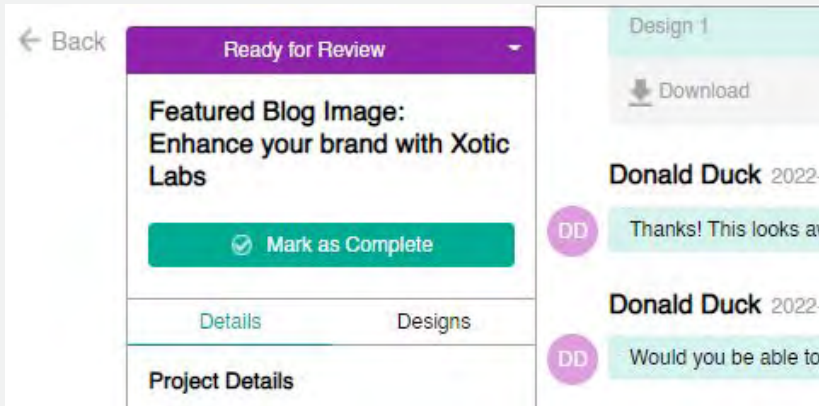 Back
Ready for Review
Featured Blog Image:
Enhance your brand with Xotic
Labs
Mark as Complete
Details
Designs
Project Details
Design 1
Download
Donald Duck 2022-
DD
Thanks! This looks
Donald Duck 2022-
DD
Would you be able to